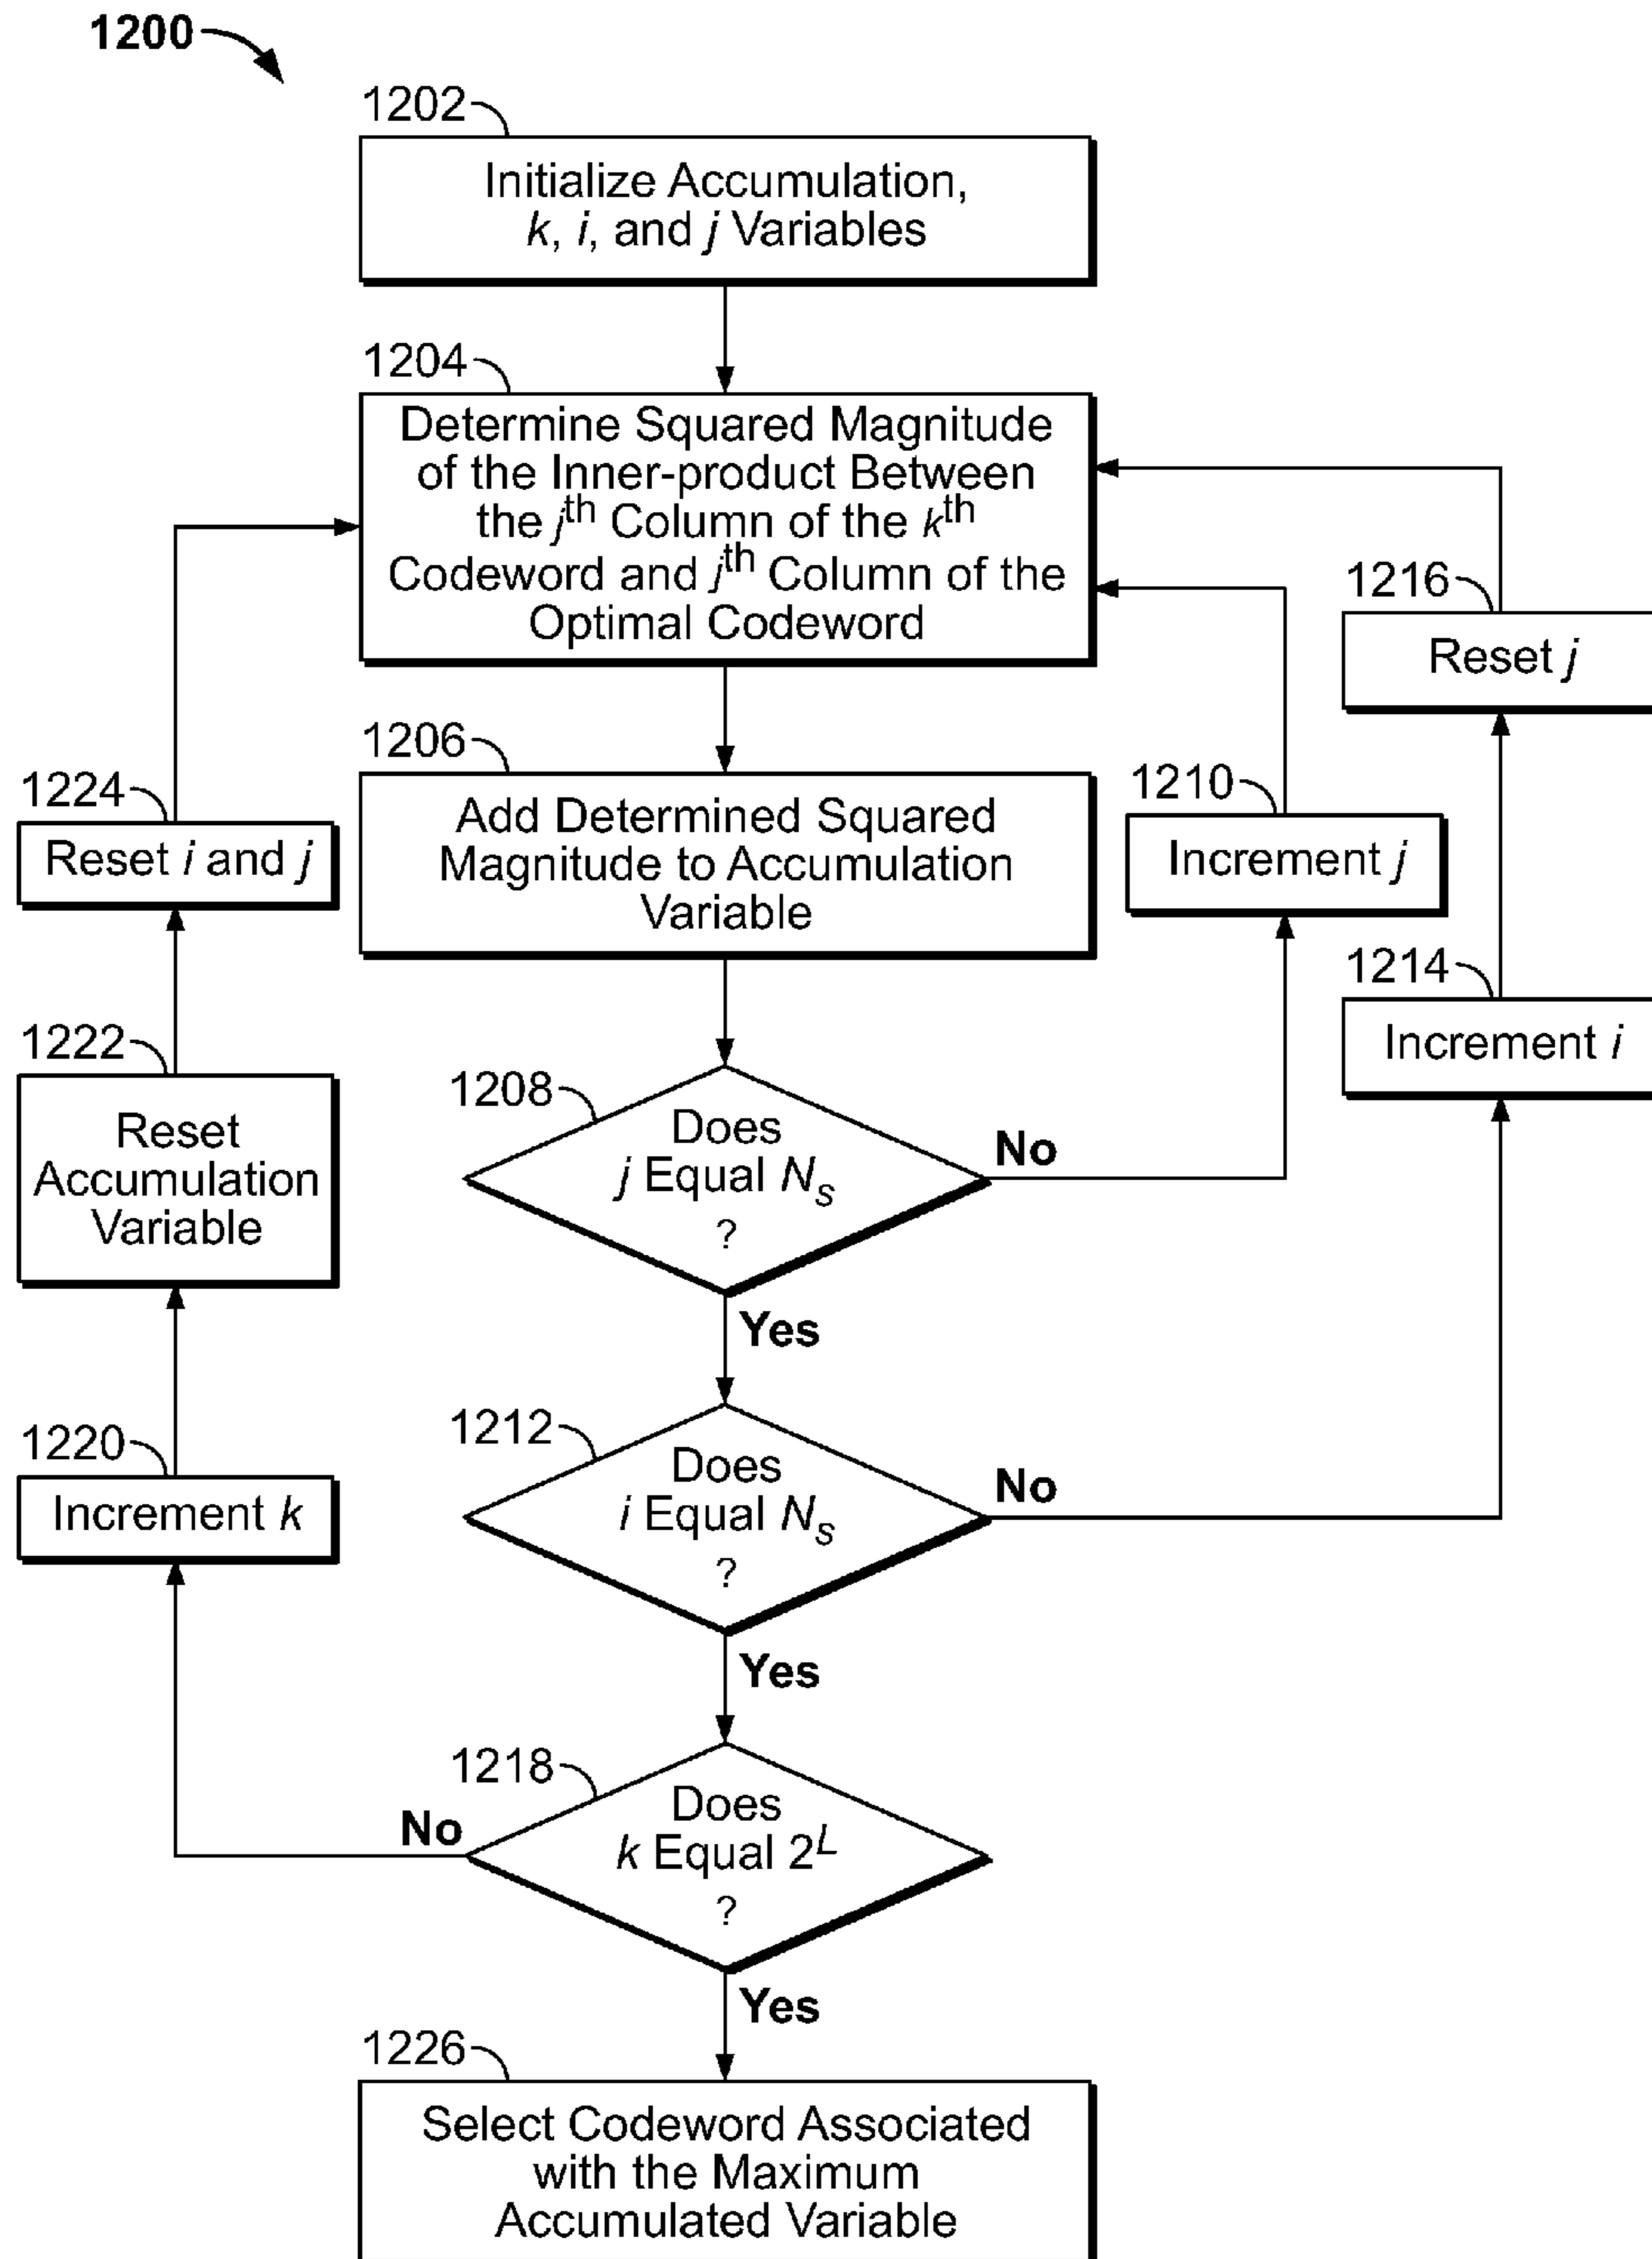 1200
1202
Initialize Accumulation,
k, i, and j Variables
1204
Determine Squared Magnitude
of the Inner-product Between
the jth Column of the kth
Codeword and jth Column of the
Optimal Codeword
1216
Reset j
1206
Add Determined Squared
Magnitude to Accumulation
Variable
1224
Reset i and j
1210
Increment j
1214
Increment i
1222
Reset
Accumulation
Variable
1208
Does
j Equal Ns
?
No
Yes
1212
Does
i Equal Ns
?
No
Yes
1220
Increment k
1218
Does
k Equal 2L
?
No
Yes
1226
Select Codeword Associated
with the Maximum
Accumulated Variable